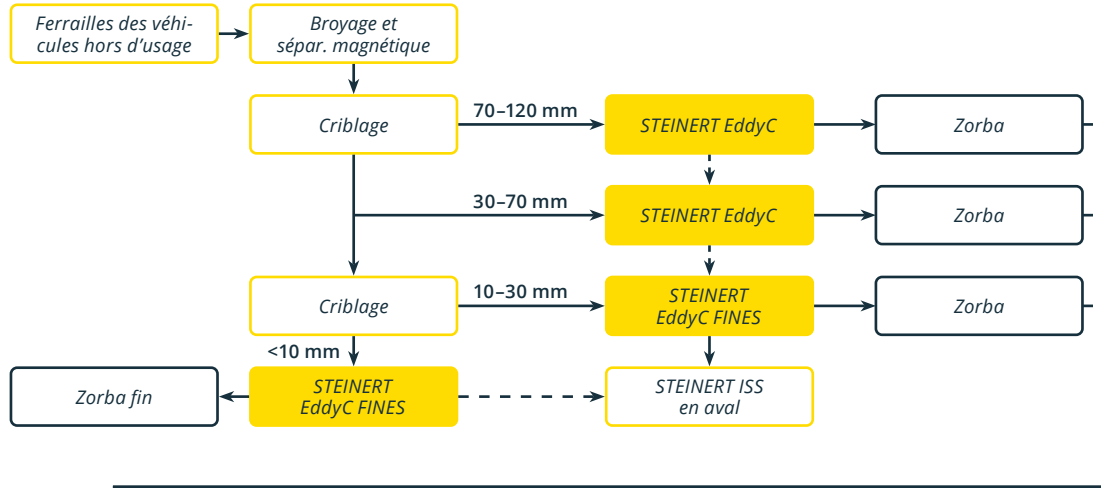 Ferrailles des véhi-
cules hors d'usage
Broyage et
sépar. magnétique
Criblage
70–120 mm
STEINERT EddyC
Zorba
30–70 mm
STEINERT EddyC
Zorba
Criblage
10–30 mm
STEINERT
EddyC FINES
Zorba
<10 mm
Zorba fin
STEINERT
EddyC FINES
STEINERT ISS
en aval